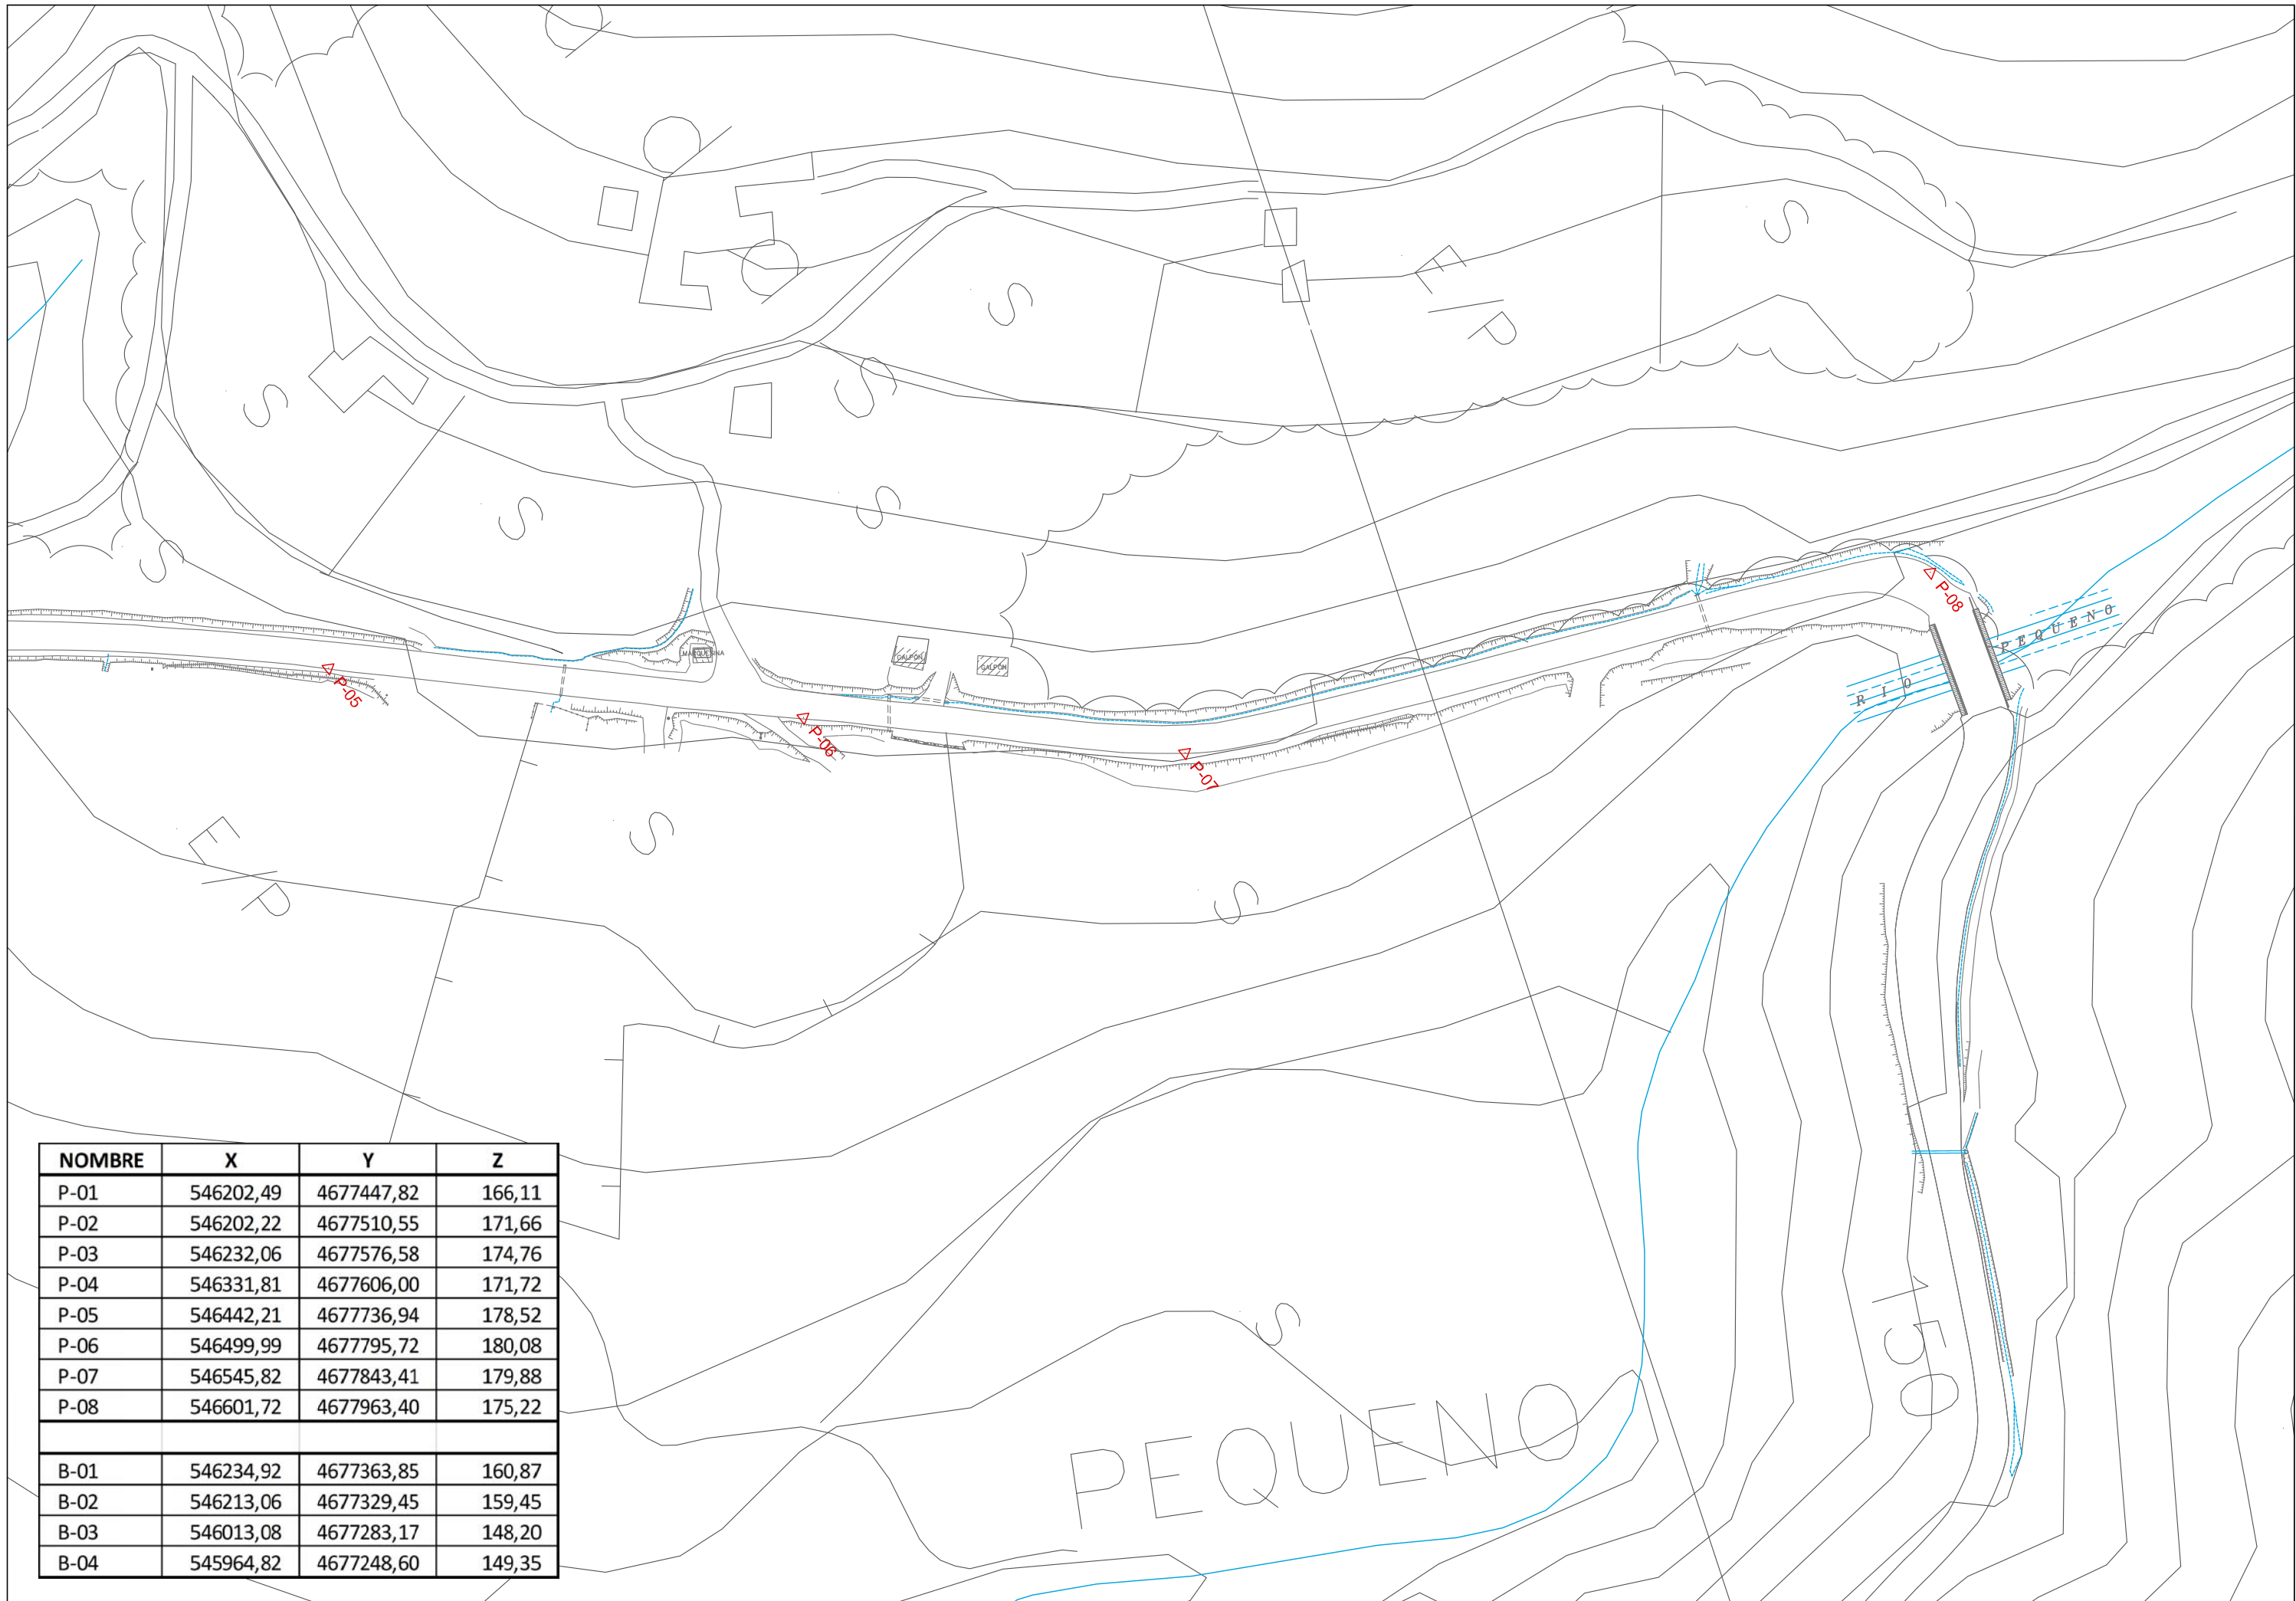 O
O
O
S
S
E/P
S
S
S
S
S
S
MARQUESINA
GALPON
GALPON
P-05
P-06
P-07
P-08
RIO PEQUENO
E/P
S
S
S
150
PEQUENO
NOMBRE X Y Z
P-01 546202,49 4677447,82 166,11
P-02 546202,22 4677510,55 171,66
P-03 546232,06 4677576,58 174,76
P-04 546331,81 4677606,00 171,72
P-05 546442,21 4677736,94 178,52
P-06 546499,99 4677795,72 180,08
P-07 546545,82 4677843,41 179,88
P-08 546601,72 4677963,40 175,22
B-01 546234,92 4677363,85 160,87
B-02 546213,06 4677329,45 159,45
B-03 546013,08 4677283,17 148,20
B-04 545964,82 4677248,60 149,35